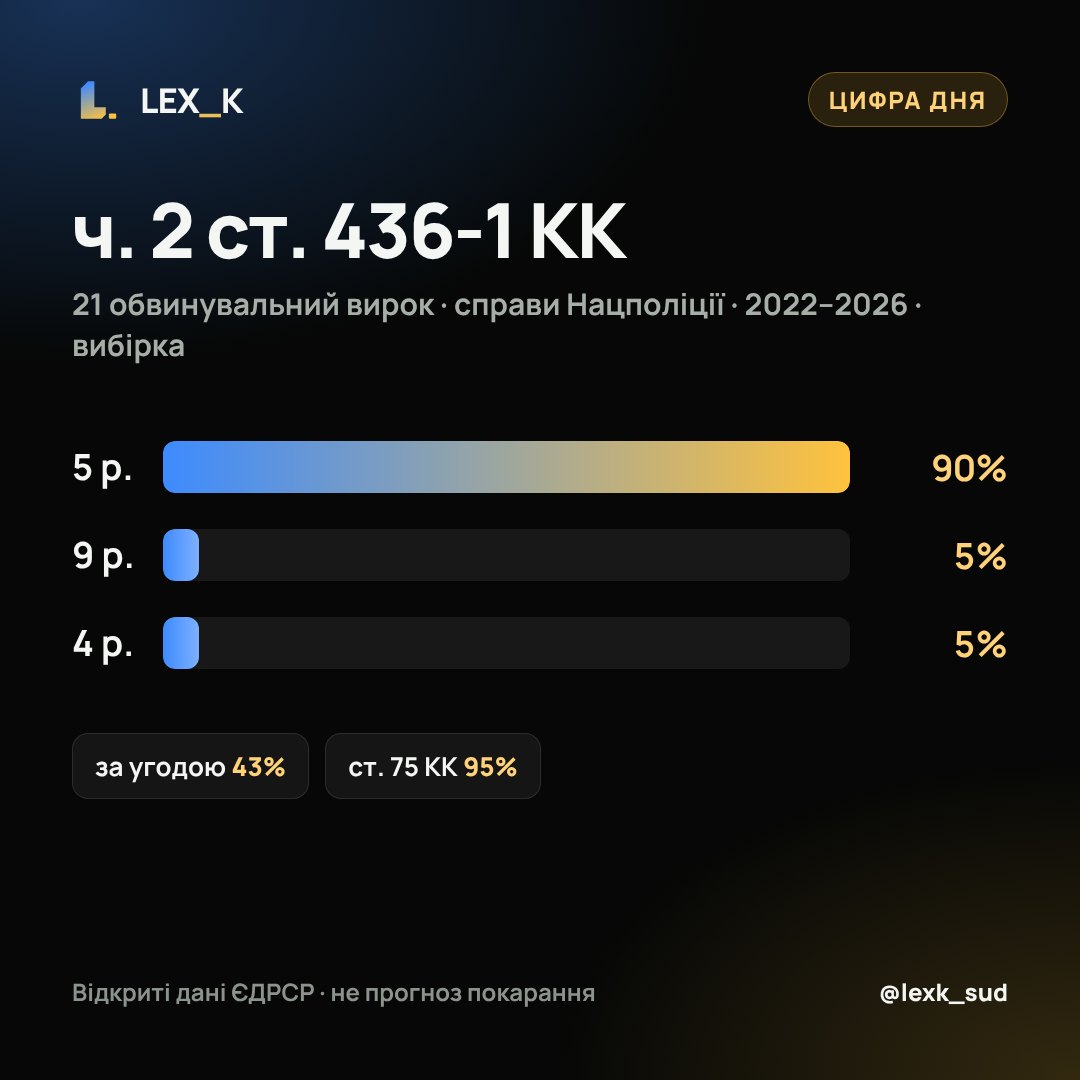 LEX_K
ЦИФРА ДНЯ
ч. 2 ст. 436-1 КК
21 обвинувальний вирок · справи Нацполіції · 2022–2026 ·
вибірка
5 р. 90%
9 р. 5%
4 р. 5%
за угодою 43% ст. 75 КК 95%
Відкриті дані ЄДРСР · не прогноз покарання
@lexk_sud